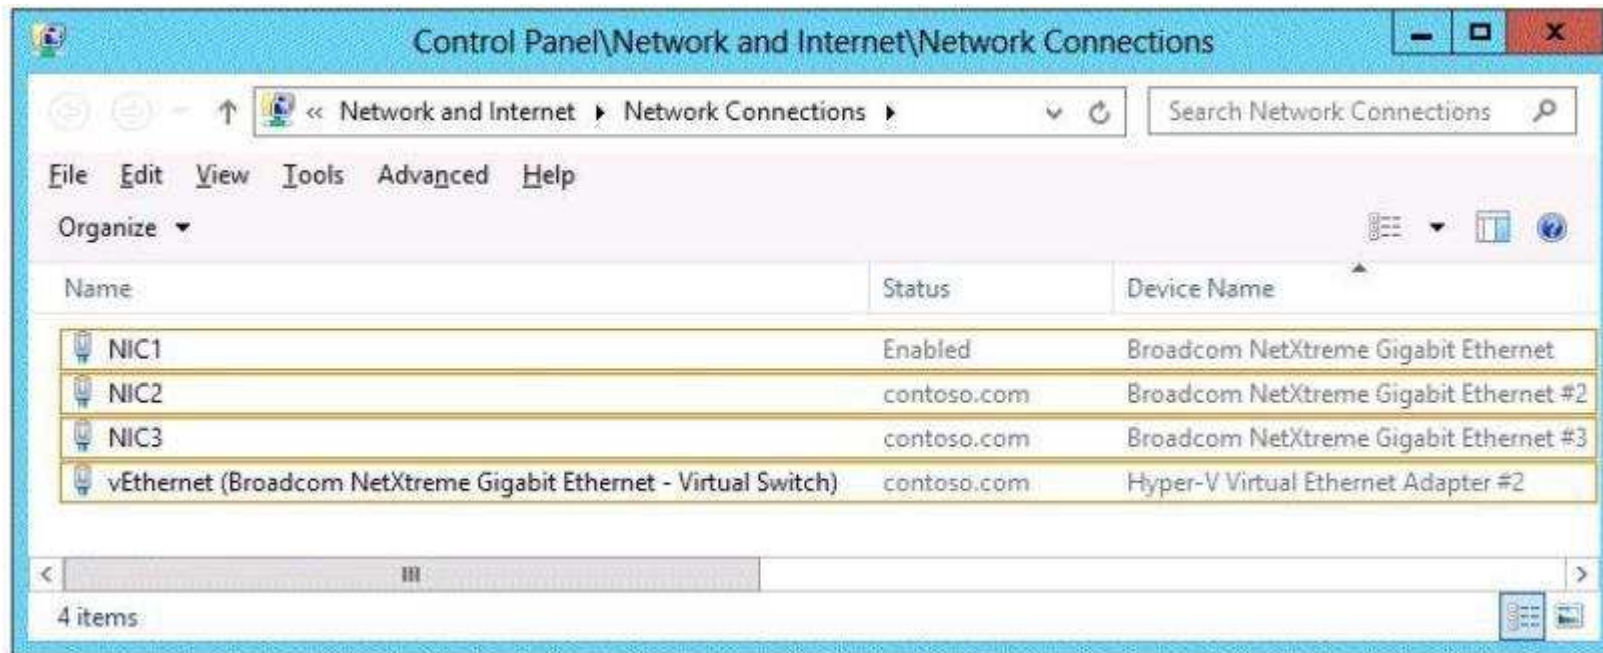 Control Panel\Network and Internet\Network Connections
« Network and Internet Network Connections Search Network Connections
File Edit View Tools Advanced Help
Organize
Name Status Device Name
NIC1 Enabled Broadcom NetXtreme Gigabit Ethernet
NIC2 contoso.com Broadcom NetXtreme Gigabit Ethernet #2
NIC3 contoso.com Broadcom NetXtreme Gigabit Ethernet #3
vEthernet (Broadcom NetXtreme Gigabit Ethernet - Virtual Switch) contoso.com Hyper-V Virtual Ethernet Adapter #2
4 items